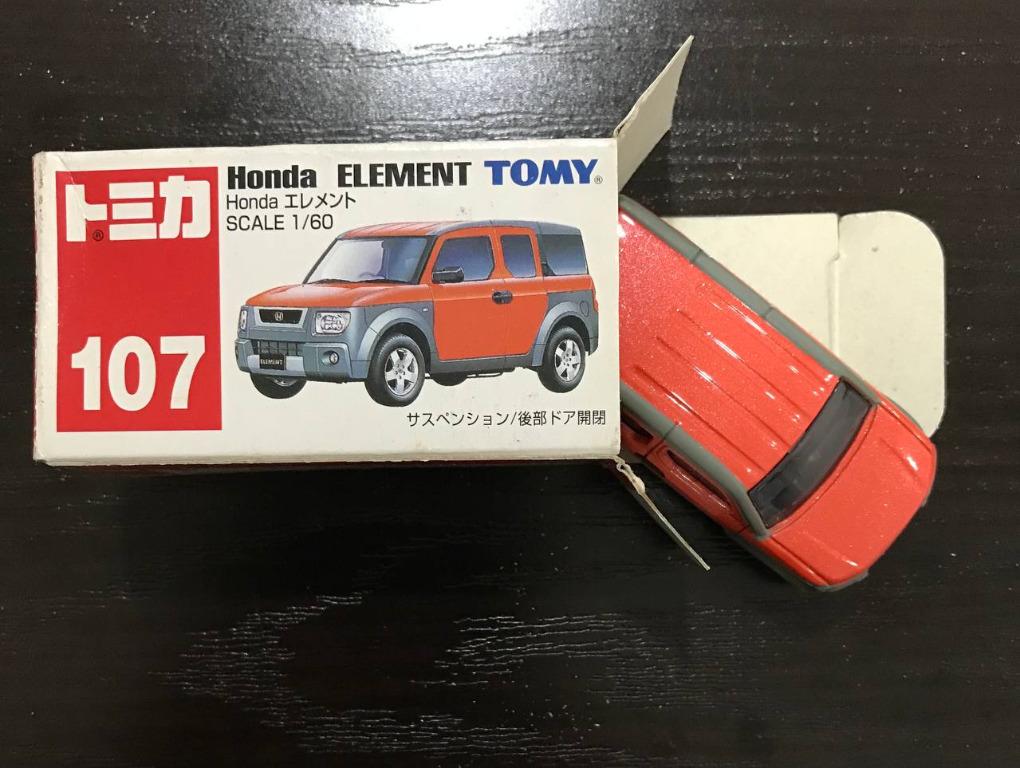 トミカ®
107
Honda ELEMENT TOMY®
Honda エレメント
SCALE 1/60
ELEMENT
サスペンション/後部ドア開閉